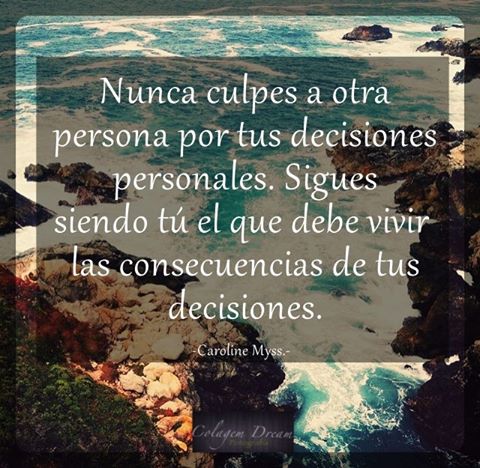 Nunca culpes a otra
persona por tus decisiones
personales. Sigues
siendo tú el que debe vivir
las consecuencias de tus
decisiones.
-Caroline Myss.-
Colagem Dream